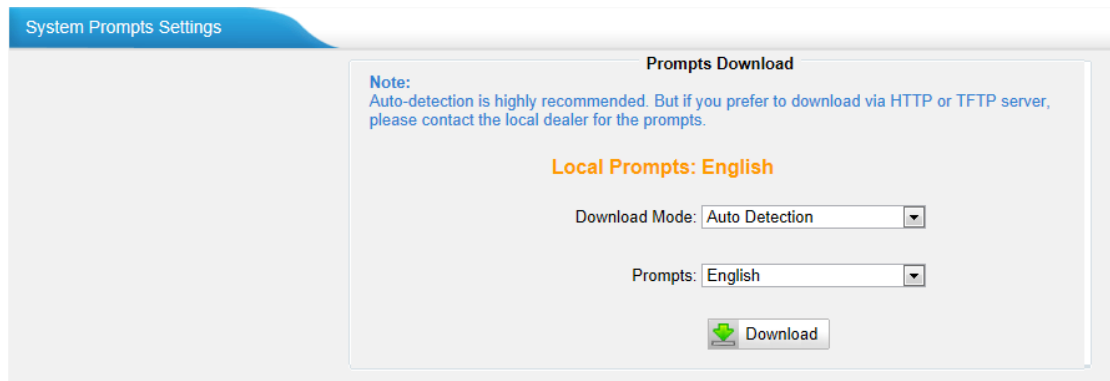 System Prompts Settings
Prompts Download
Note:
Auto-detection is highly recommended. But if you prefer to download via HTTP or TFTP server,
please contact the local dealer for the prompts.
Local Prompts: English
Download Mode: Auto Detection
Prompts: English
Download